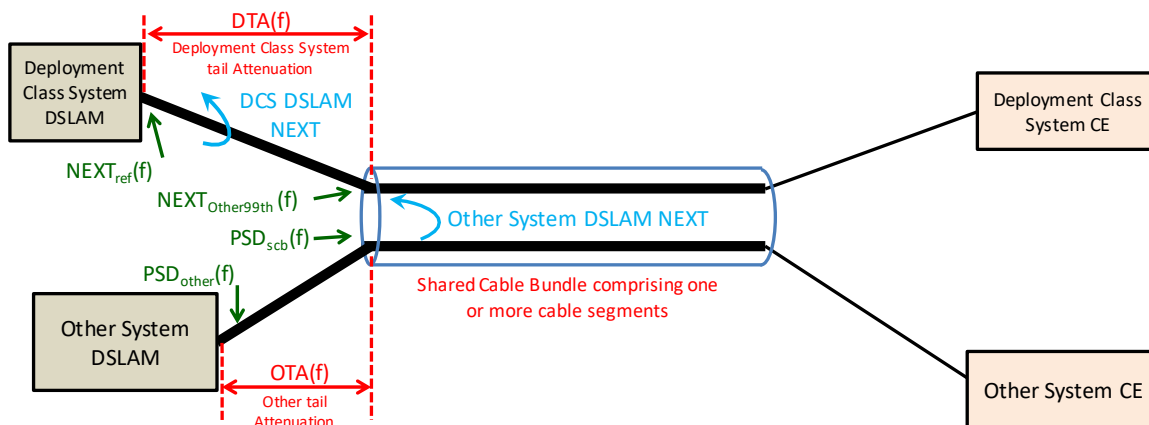 DTA(f)
Deployment Class System
tail Attenuation
Deployment
Class System
DSLAM
DCS DSLAM
NEXT
Deployment Class
System CE
NEXTref(f)
NEXTOther99th (f)
Other System DSLAM NEXT
PSDscb(f)
PSDother(f)
Shared Cable Bundle comprising one
or more cable segments
Other System
DSLAM
OTA(f)
Other tail
Attenuation
Other System CE